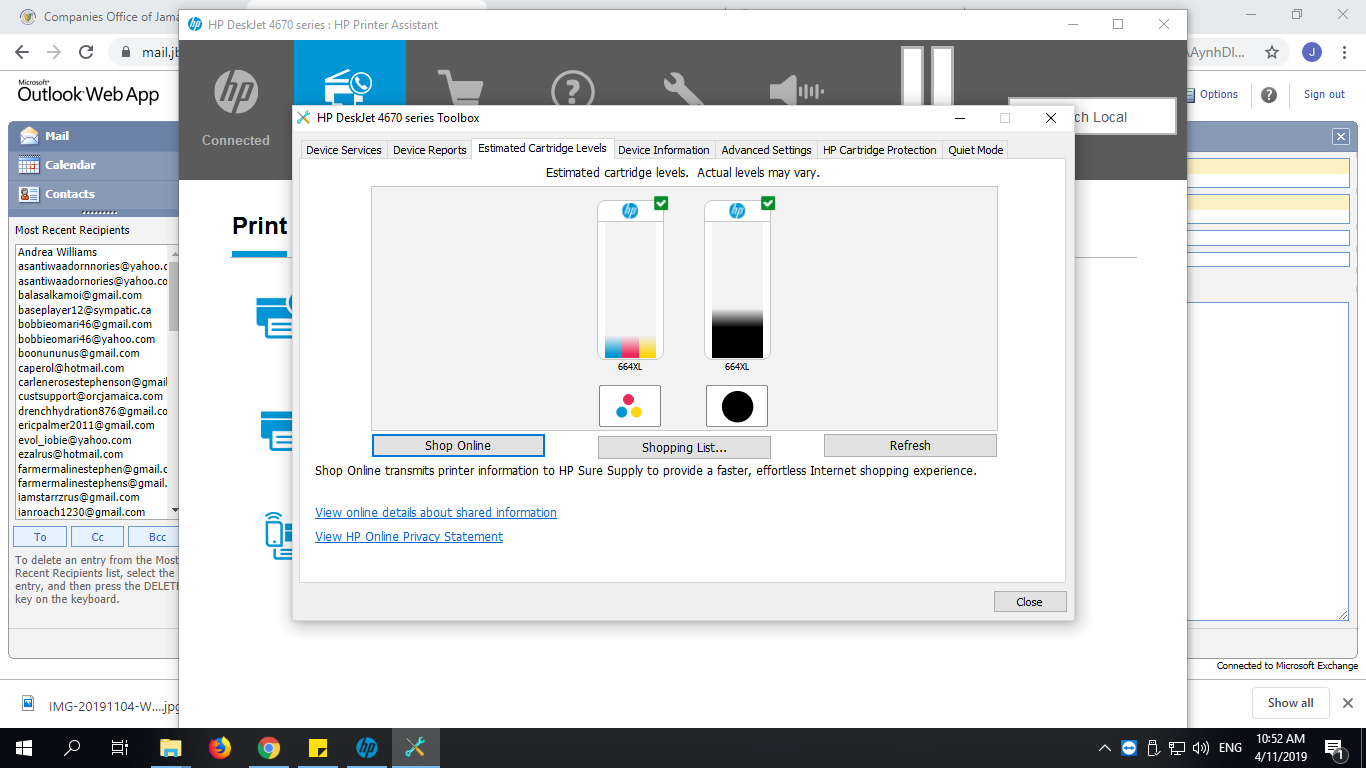 Companies Office of Jama
HP DeskJet 4670 series : HP Printer Assistant
mail.jb
AynhDl...
J
Microsoft®
Outlook Web App
hp
Connected
ch Local
Options
Sign out
HP DeskJet 4670 series Toolbox
Mail
Calendar
Contacts
Device Services
Device Reports
Estimated Cartridge Levels
Device Information
Advanced Settings
HP Cartridge Protection
Quiet Mode
Estimated cartridge levels.  Actual levels may vary.
hp
hp
664XL
664XL
Print
Most Recent Recipients
Andrea Williams
asantiwaadornnories@yahoo.c
asantiwaadornories@yahoo.co
balasalkamoi@gmail.com
baseplayer12@sympatic.ca
bobbieomari46@gmail.com
bobbieomari46@yahoo.com
boonununus@gmail.com
caperol@hotmail.com
carlenerosestephenson@gmail
custsupport@orcjamaica.com
drenchhydration876@gmail.co
ericpalmer2011@gmail.com
evol_iobie@yahoo.com
ezalrus@hotmail.com
farmermalinestephen@gmail.c
farmermalinestephens@gmail.
iamstarrzrus@gmail.com
ianroach1230@gmail.com
Shop Online
Shopping List...
Refresh
Shop Online transmits printer information to HP Sure Supply to provide a faster, effortless Internet shopping experience.
View online details about shared information
View HP Online Privacy Statement
To
Cc
Bcc
To delete an entry from the Most
Recent Recipients list, select the
entry, and then press the DELETE
key on the keyboard.
Close
Connected to Microsoft Exchange
IMG-20191104-W....jpg
Show all
ENG
10:52 AM
4/11/2019
1